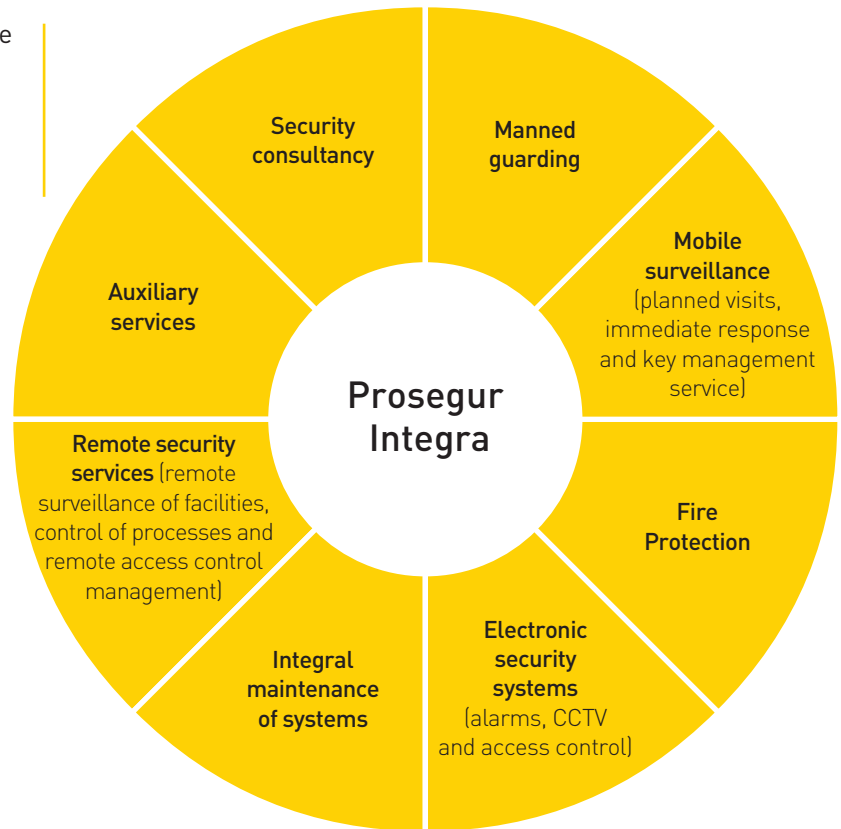 e
Security
consultancy
Manned
guarding
Mobile
surveillance
(planned visits,
immediate response
and key management
service)
Fire
Protection
Electronic
security
systems
(alarms, CCTV
and access control)
Integral
maintenance
of systems
Remote security
services (remote
surveillance of facilities,
control of processes and
remote access control
management)
Auxiliary
services
Prosegur
Integra